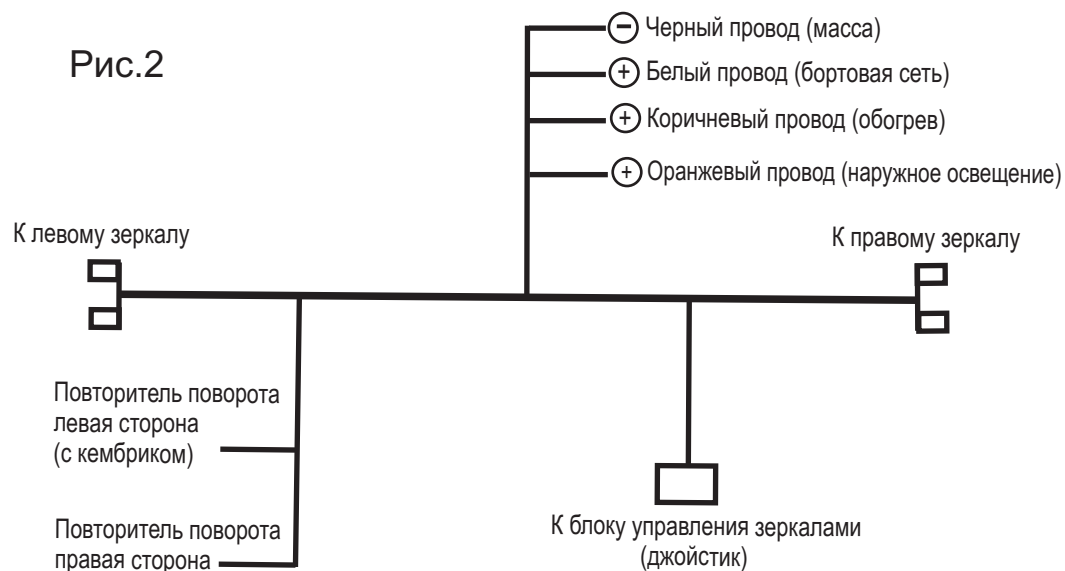 Рис.2
Черный провод (масса)
Белый провод (бортовая сеть)
Коричневый провод (обогрев)
Оранжевый провод (наружное освещение)
К левому зеркалу
К правому зеркалу
Повторитель поворота
левая сторона
(с кембриком)
Повторитель поворота
правая сторона
К блоку управления зеркалами
(джойстик)